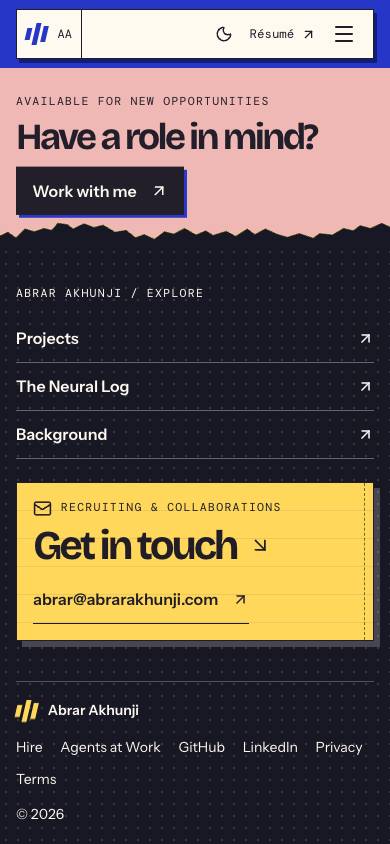 AA
Résumé
AVAILABLE FOR NEW OPPORTUNITIES
Have a role in mind?
Work with me
ABRAR AKHUNJI / EXPLORE
Projects
The Neural Log
Background
RECRUITING & COLLABORATIONS
Get in touch
abrar@abrarakhunji.com
Abrar Akhunji
Hire Agents at Work GitHub LinkedIn Privacy
Terms
© 2026